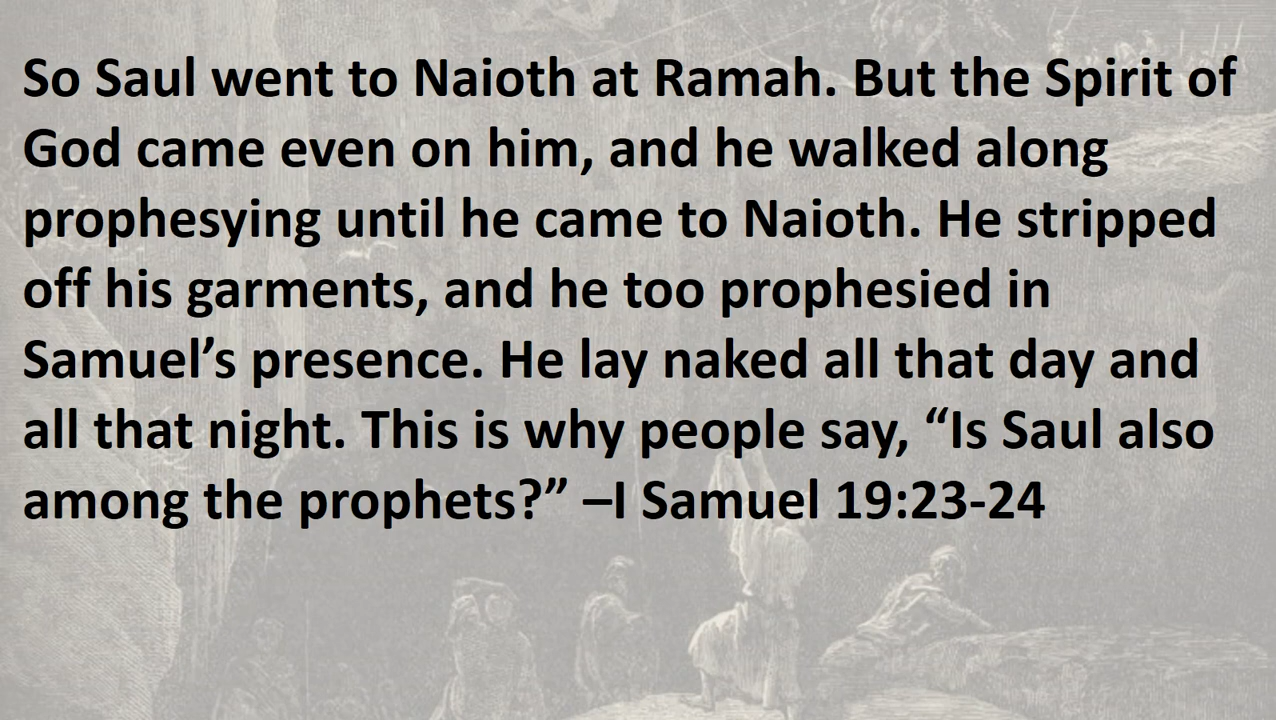 So Saul went to Naioth at Ramah. But the Spirit of
God came even on him, and he walked along
prophesying until he came to Naioth. He stripped
off his garments, and he too prophesied in
Samuel’s presence. He lay naked all that day and
all that night. This is why people say, “Is Saul also
among the prophets?” –I Samuel 19:23-24